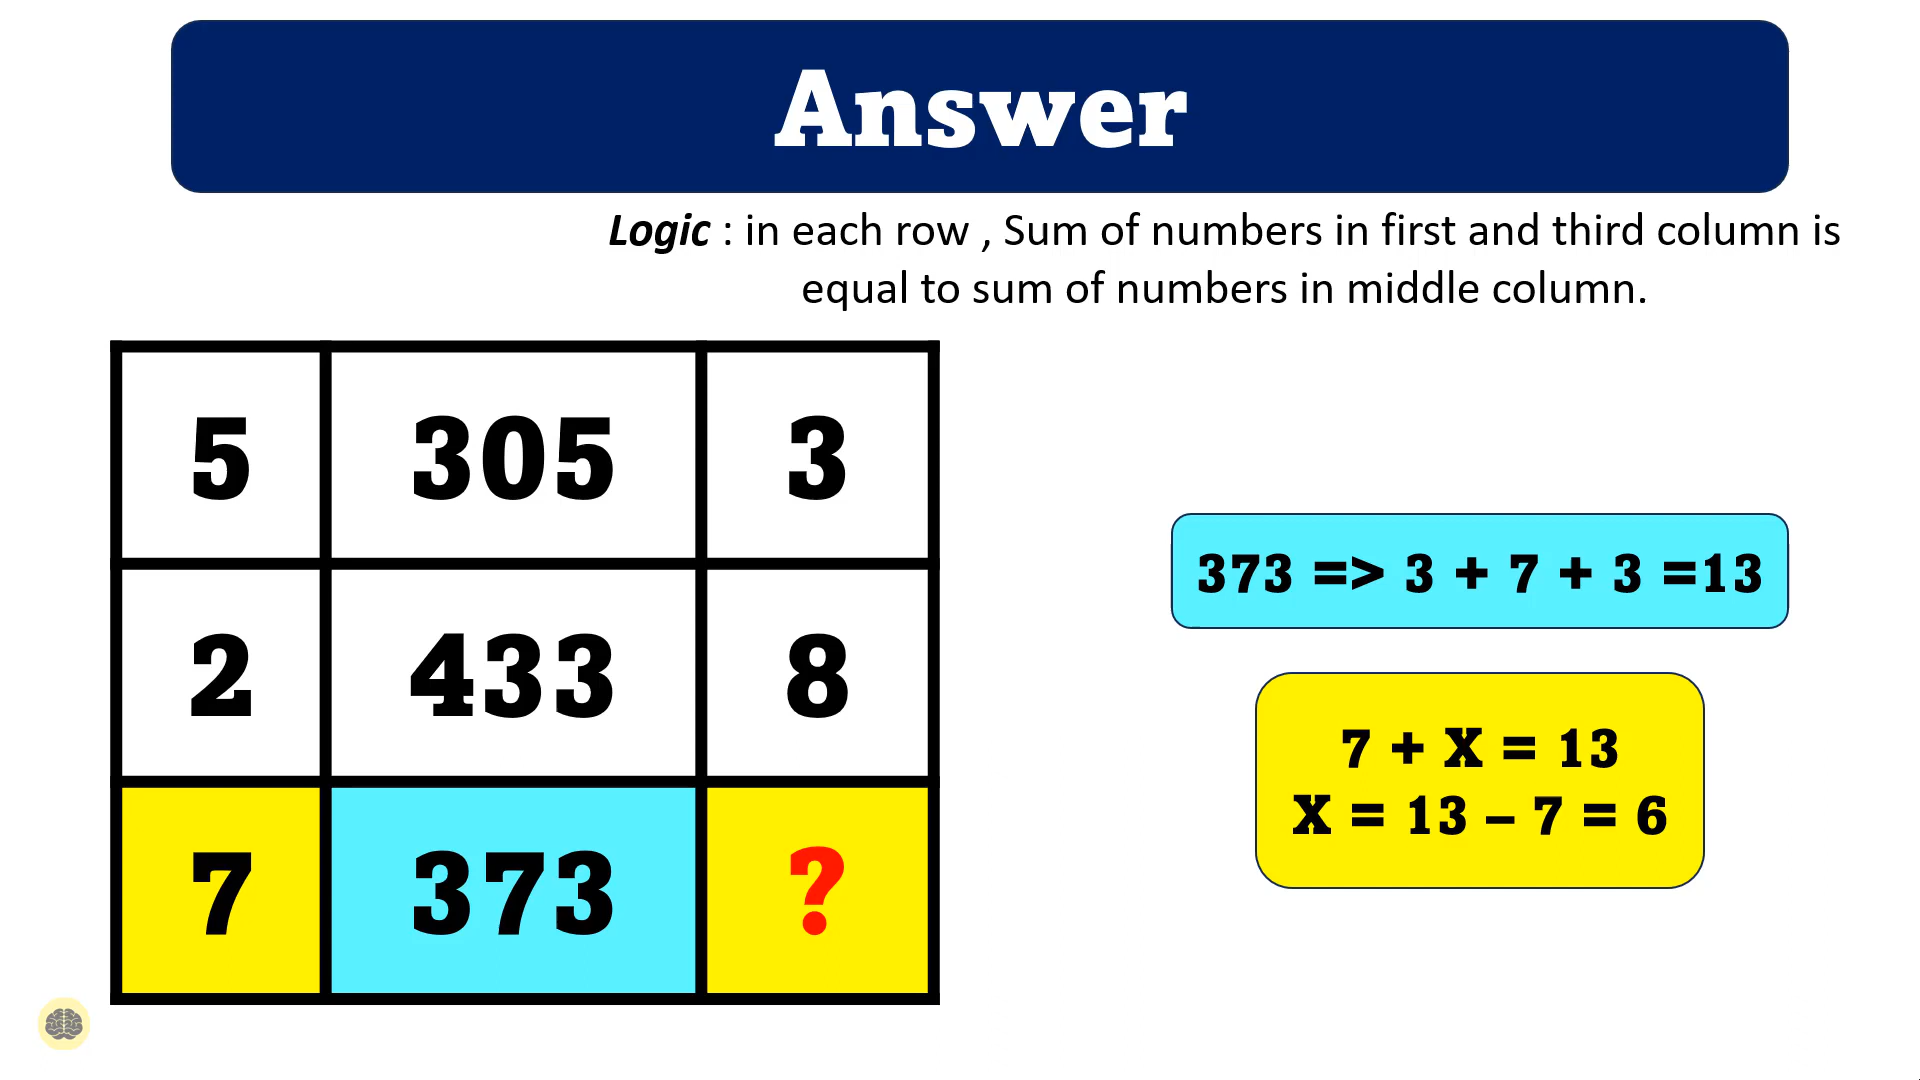 Answer
Logic : in each row , Sum of numbers in first and third column is
equal to sum of numbers in middle column.
5 305 3
2 433 8
7 373 ?
373 => 3 + 7 + 3 =13
7 + X = 13
X = 13 – 7 = 6